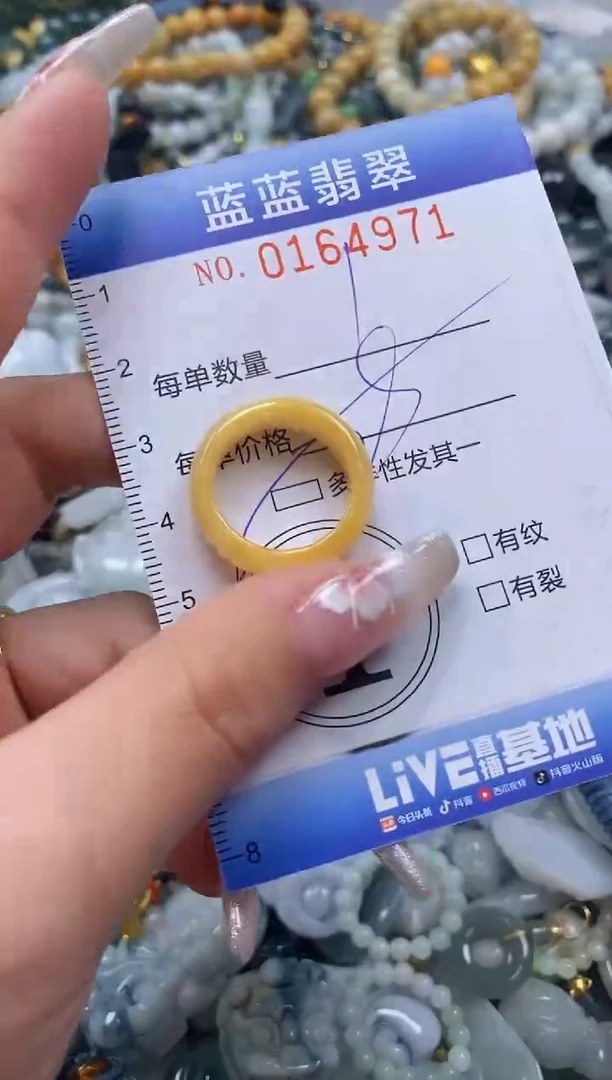 蓝蓝翡翠
NO. 0164971
0
1
2
3
4
5
8
每单数量
每单价格
多 性发其一
有纹
有裂
LiVE直播基地
今日头条 抖音 西瓜视频 抖音火山版